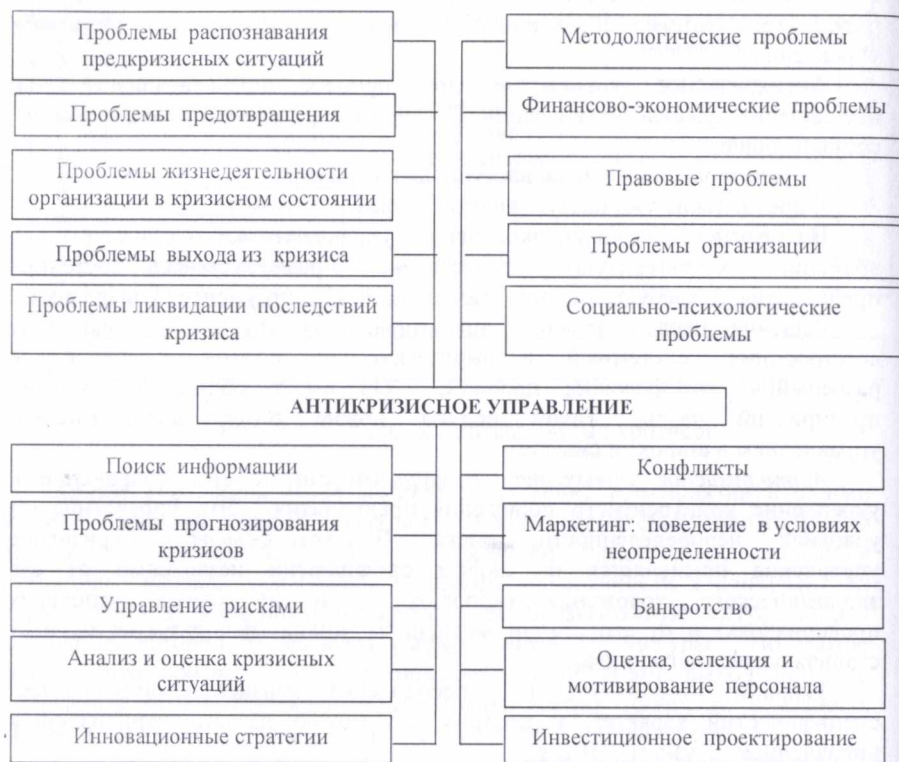 Проблемы распознавания
предкризисных ситуаций
Проблемы предотвращения
Проблемы жизнедеятельности
организации в кризисном состоянии
Проблемы выхода из кризиса
Проблемы ликвидации последствий
кризиса
Методологические проблемы
Финансово-экономические проблемы
Правовые проблемы
Проблемы организации
Социально-психологические
проблемы
АНТИКРИЗИСНОЕ УПРАВЛЕНИЕ
Поиск информации
Проблемы прогнозирования
кризисов
Управление рисками
Анализ и оценка кризисных
ситуаций
Инновационные стратегии
Конфликты
Маркетинг: поведение в условиях
неопределенности
Банкротство
Оценка, селекция и
мотивирование персонала
Инвестиционное проектирование